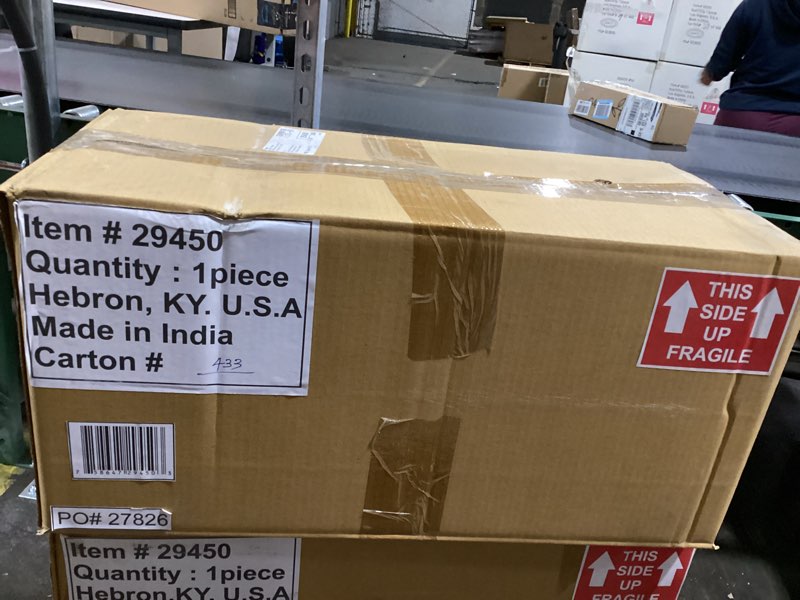 Item # 29450
Quantity : 1piece
Hebron, KY. U.S.A
Made in India
Carton # 433
THIS
SIDE
UP
FRAGILE
PO# 27826
Item # 29450
Quantity : 1piece
Hebron,KY. U.S.A
THIS
SIDE
UP
FRAGILE